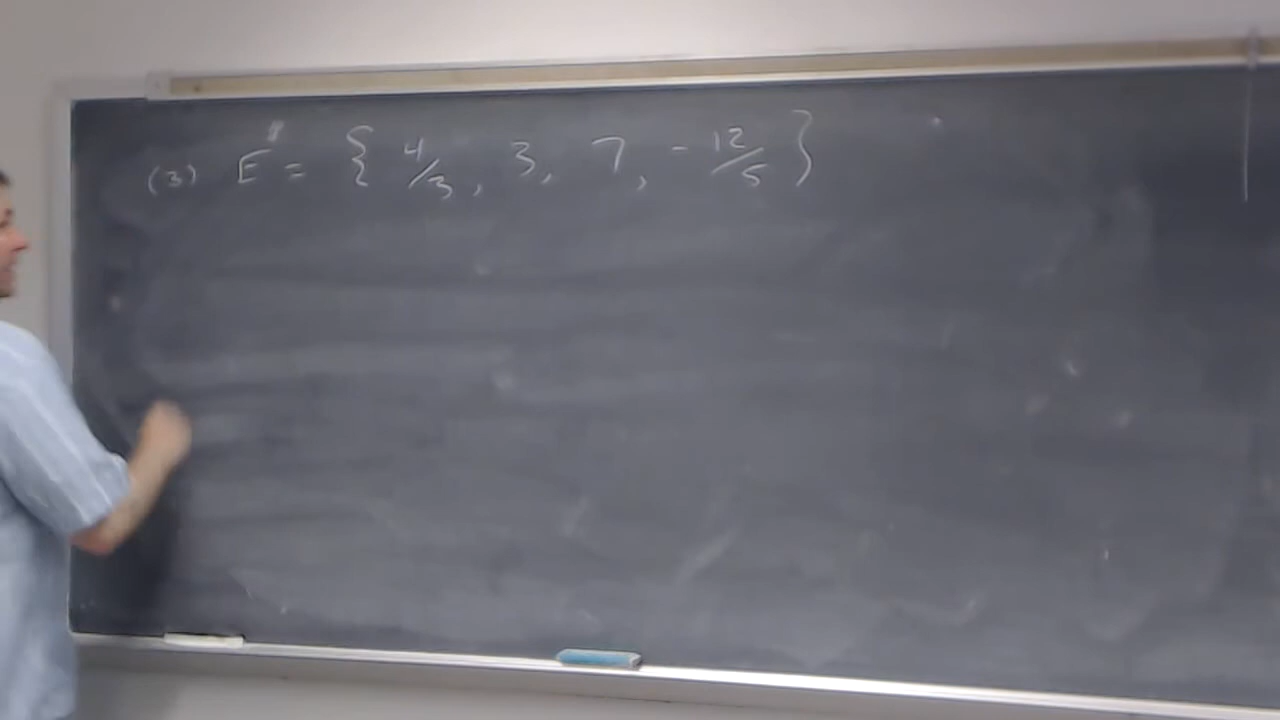 (3) E = { 4/3, 3, 7, - 12/5 }